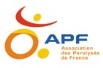 APF
Association
des Paralysés
de France